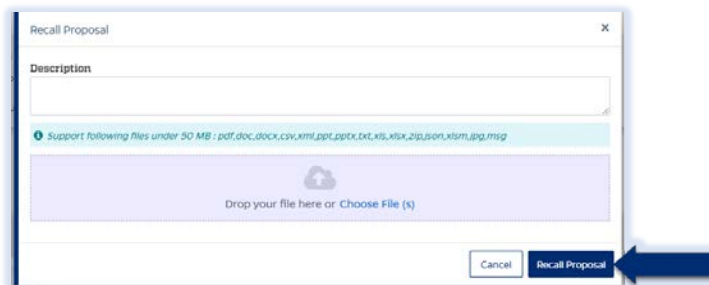 Recall Proposal x
Description
Support following files under 50 MB : pdf,doc,docx,csv,xml,ppt,pptx,txt,xls,xlsx,zip,json,xlsm,jpg,msg
Drop your file here or Choose File (s)
Cancel Recall Proposal